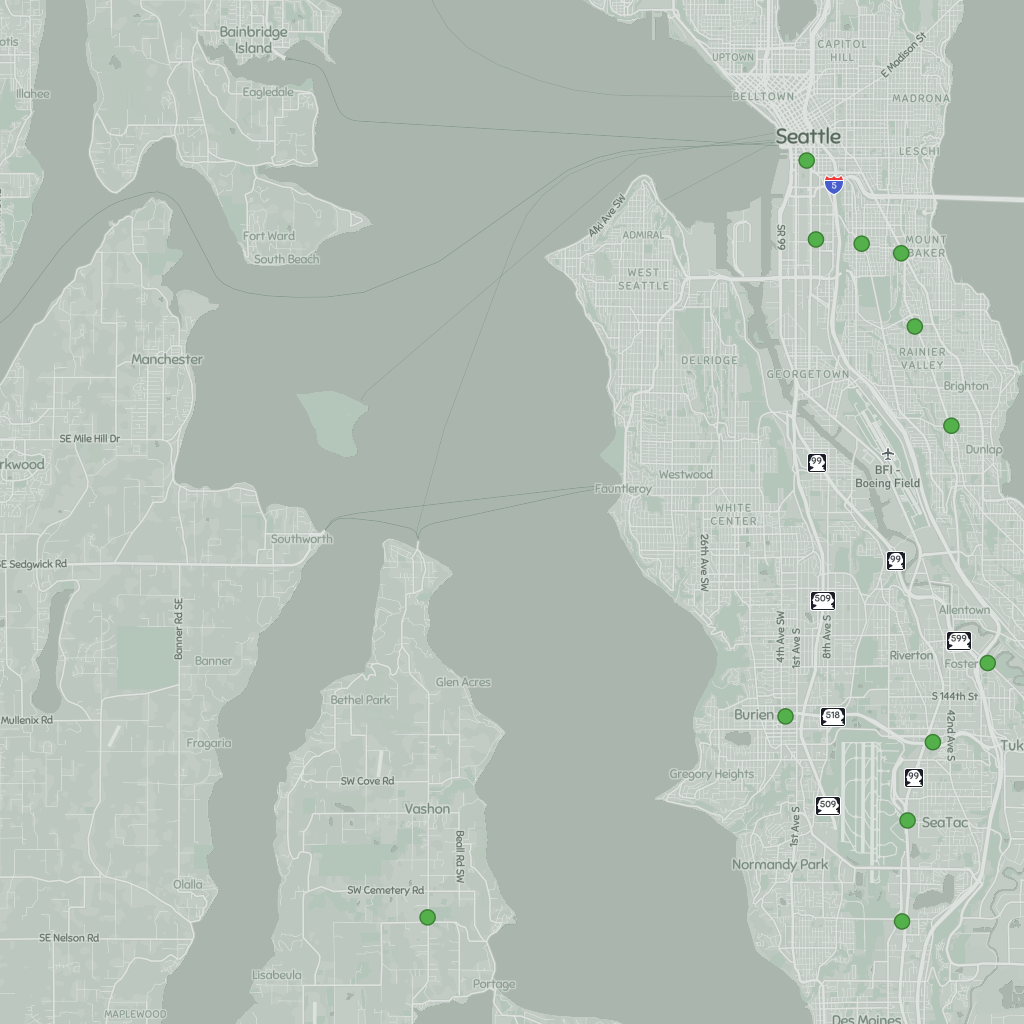 Bainbridge
Island
otis
Illahee
Eagledale
UPTOWN
CAPITOL
HILL
E Madison St
BELLTOWN
MADRONA
Seattle
LESCHI
5
Alki Ave SW
SR 99
Fort Ward
South Beach
ADMIRAL
MOUNT
BAKER
WEST
SEATTLE
Manchester
DELRIDGE
RAINIER
VALLEY
GEORGETOWN
Brighton
SE Mile Hill Dr
rkwood
99
Dunlap
BFI -
Boeing Field
Westwood
Fauntleroy
WHITE
CENTER
Southworth
SE Sedgwick Rd
26th Ave SW
99
509
Allentown
Banner Rd SE
4th Ave SW
1st Ave S
8th Ave S
599
Riverton
Foster
Banner
Glen Acres
Bethel Park
S 144th St
Mullenix Rd
Burien
518
42nd Ave S
Tuk
Fragaria
Gregory Heights
SW Cove Rd
99
Vashon
509
1st Ave S
SeaTac
Beall Rd SW
Normandy Park
Olalla
SW Cemetery Rd
SE Nelson Rd
Lisabeula
Portage
MAPLEWOOD
Des Moines